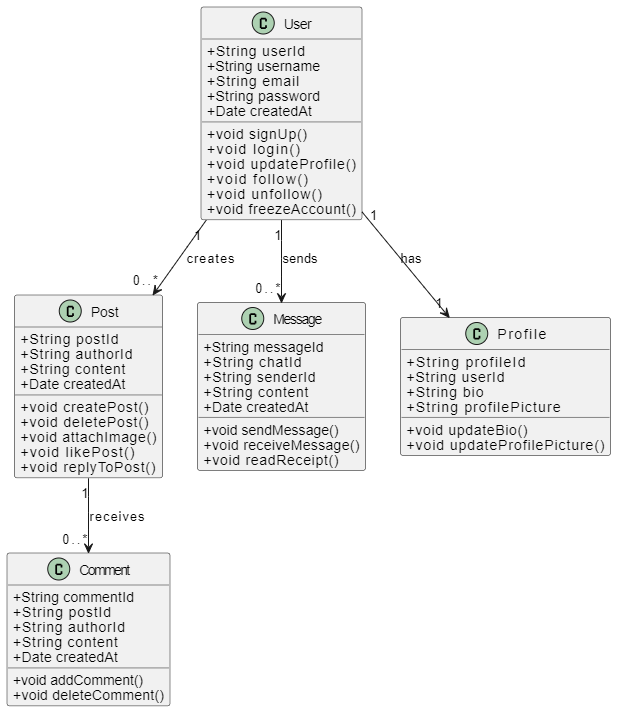 C User
+String userId
+String username
+String email
+String password
+Date createdAt
+void signUp()
+void login()
+void updateProfile()
+void follow()
+void unfollow()
+void freezeAccount()
1
1
1
creates
sends
has
0..*
0..*
1
C Post
+String postId
+String authorId
+String content
+Date createdAt
+void createPost()
+void deletePost()
+void attachImage()
+void likePost()
+void replyToPost()
C Message
+String messageId
+String chatId
+String senderId
+String content
+Date createdAt
+void sendMessage()
+void receiveMessage()
+void readReceipt()
C Profile
+String profileId
+String userId
+String bio
+String profilePicture
+void updateBio()
+void updateProfilePicture()
1
receives
0..*
C Comment
+String commentId
+String postId
+String authorId
+String content
+Date createdAt
+void addComment()
+void deleteComment()